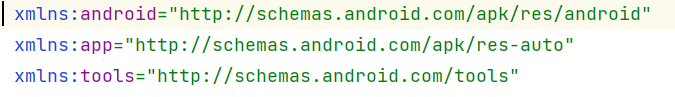 xmlns:android="http://schemas.android.com/apk/res/android"
xmlns:app="http://schemas.android.com/apk/res-auto"
xmlns:tools="http://schemas.android.com/tools"